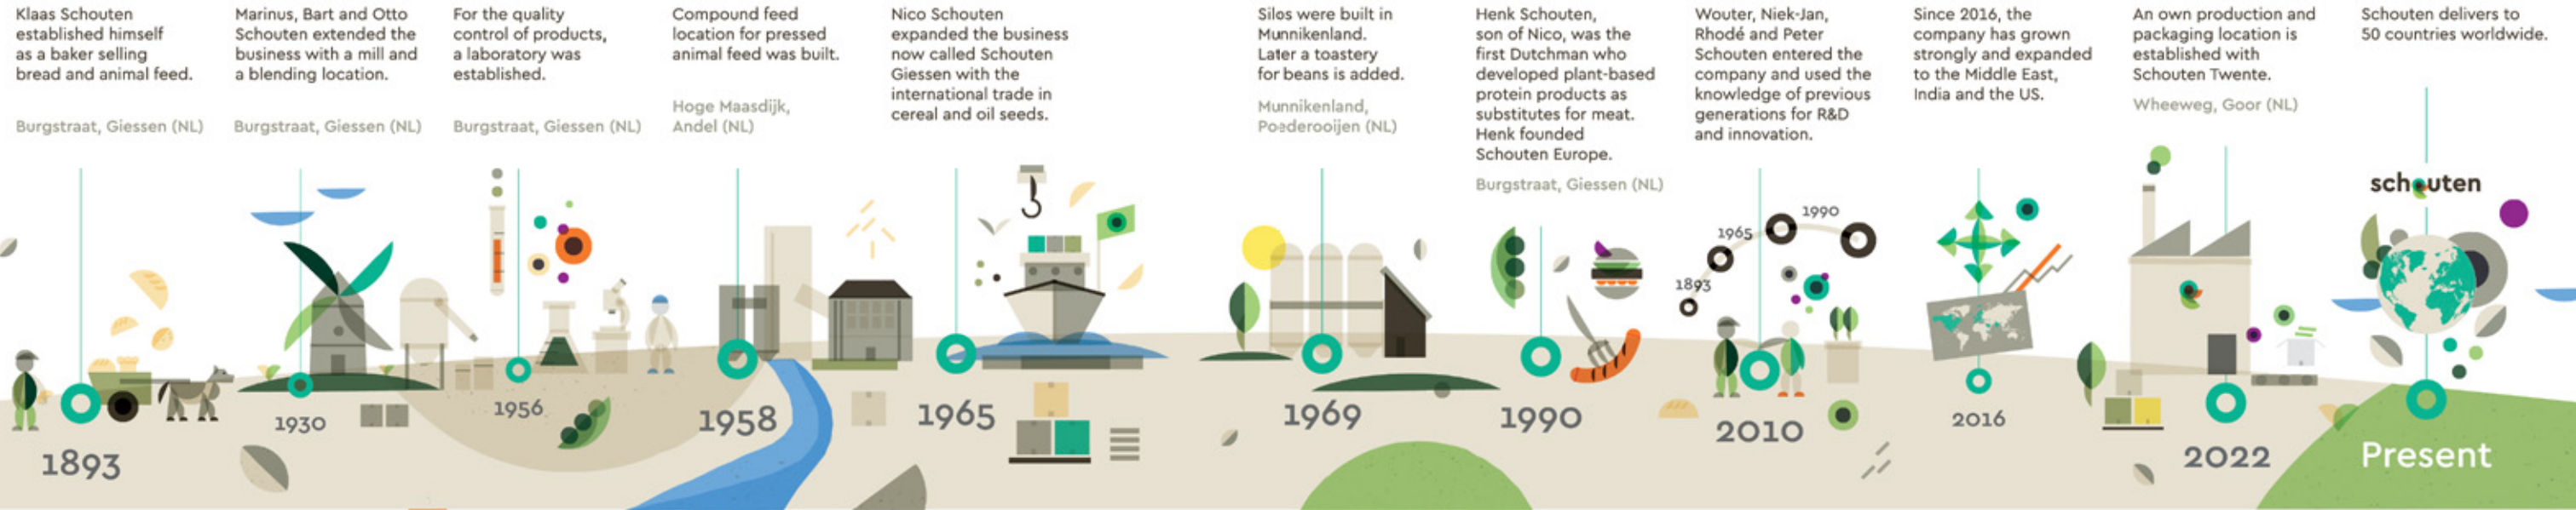 Klaas Schouten
established himself
as a baker selling
bread and animal feed.
Burgstraat, Giessen (NL)
1893
Marinus, Bart and Otto
Schouten extended the
business with a mill and
a blending location.
Burgstraat, Giessen (NL)
1930
For the quality
control of products,
a laboratory was
established.
Burgstraat, Giessen (NL)
1956
Compound feed
location for pressed
animal feed was built.
Hoge Maasdijk,
Andel (NL)
1958
Nico Schouten
expanded the business
now called Schouten
Giessen with the
international trade in
cereal and oil seeds.
1965
Silos were built in
Munnikenland.
Later a toastery
for beans is added.
Munnikenland,
Poederooijen (NL)
1969
Henk Schouten,
son of Nico, was the
first Dutchman who
developed plant-based
protein products as
substitutes for meat.
Henk founded
Schouten Europe.
Burgstraat, Giessen (NL)
1990
Wouter, Niek-Jan,
Rhodé and Peter
Schouten entered the
company and used the
knowledge of previous
generations for R&D
and innovation.
1893
1965
1990
2010
Since 2016, the
company has grown
strongly and expanded
to the Middle East,
India and the US.
2016
An own production and
packaging location is
established with
Schouten Twente.
Wheeweg, Goor (NL)
2022
Schouten delivers to
50 countries worldwide.
schouten
Present